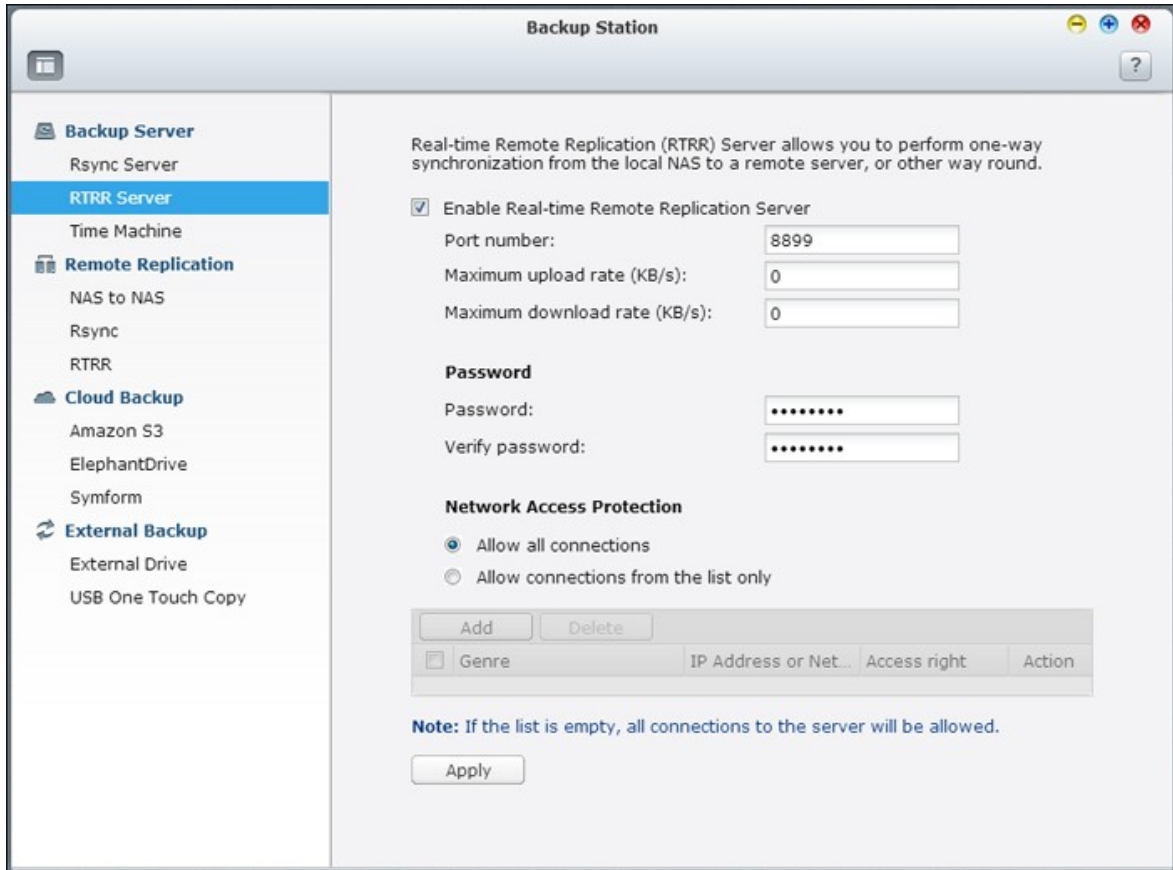 Backup Station
?
Backup Server
Rsync Server
RTRR Server
Time Machine
Remote Replication
NAS to NAS
Rsync
RTRR
Cloud Backup
Amazon S3
ElephantDrive
Symform
External Backup
External Drive
USB One Touch Copy
Real-time Remote Replication (RTRR) Server allows you to perform one-way
synchronization from the local NAS to a remote server, or other way round.
Enable Real-time Remote Replication Server
Port number: 8899
Maximum upload rate (KB/s): 0
Maximum download rate (KB/s): 0
Password
Password: ••••••••
Verify password: ••••••••
Network Access Protection
Allow all connections
Allow connections from the list only
Add Delete
Genre IP Address or Net... Access right Action
Note: If the list is empty, all connections to the server will be allowed.
Apply